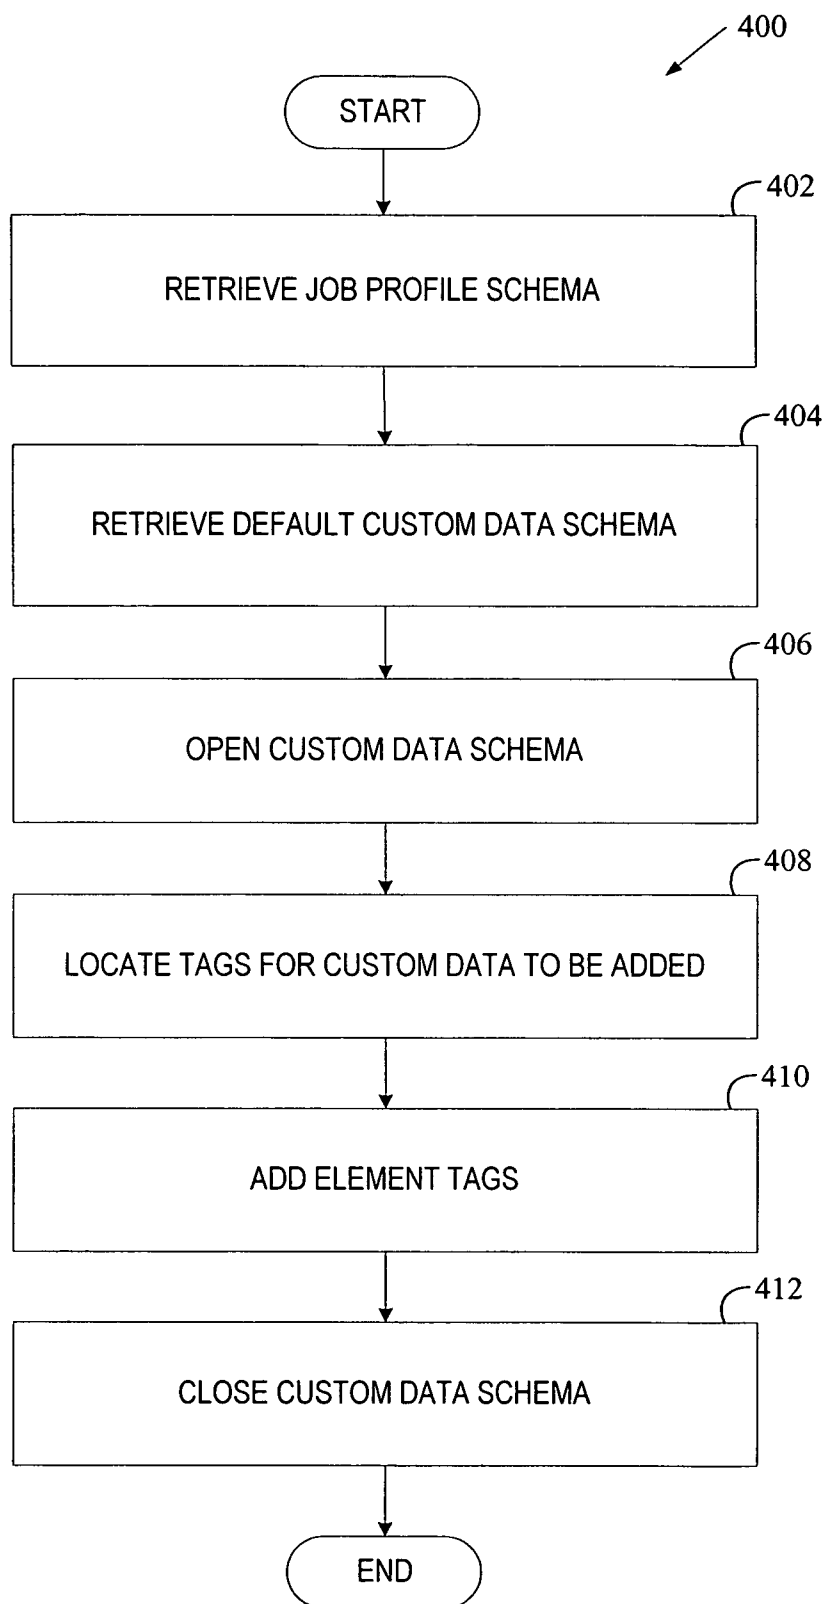 400
START
402
RETRIEVE JOB PROFILE SCHEMA
404
RETRIEVE DEFAULT CUSTOM DATA SCHEMA
406
OPEN CUSTOM DATA SCHEMA
408
LOCATE TAGS FOR CUSTOM DATA TO BE ADDED
410
ADD ELEMENT TAGS
412
CLOSE CUSTOM DATA SCHEMA
END